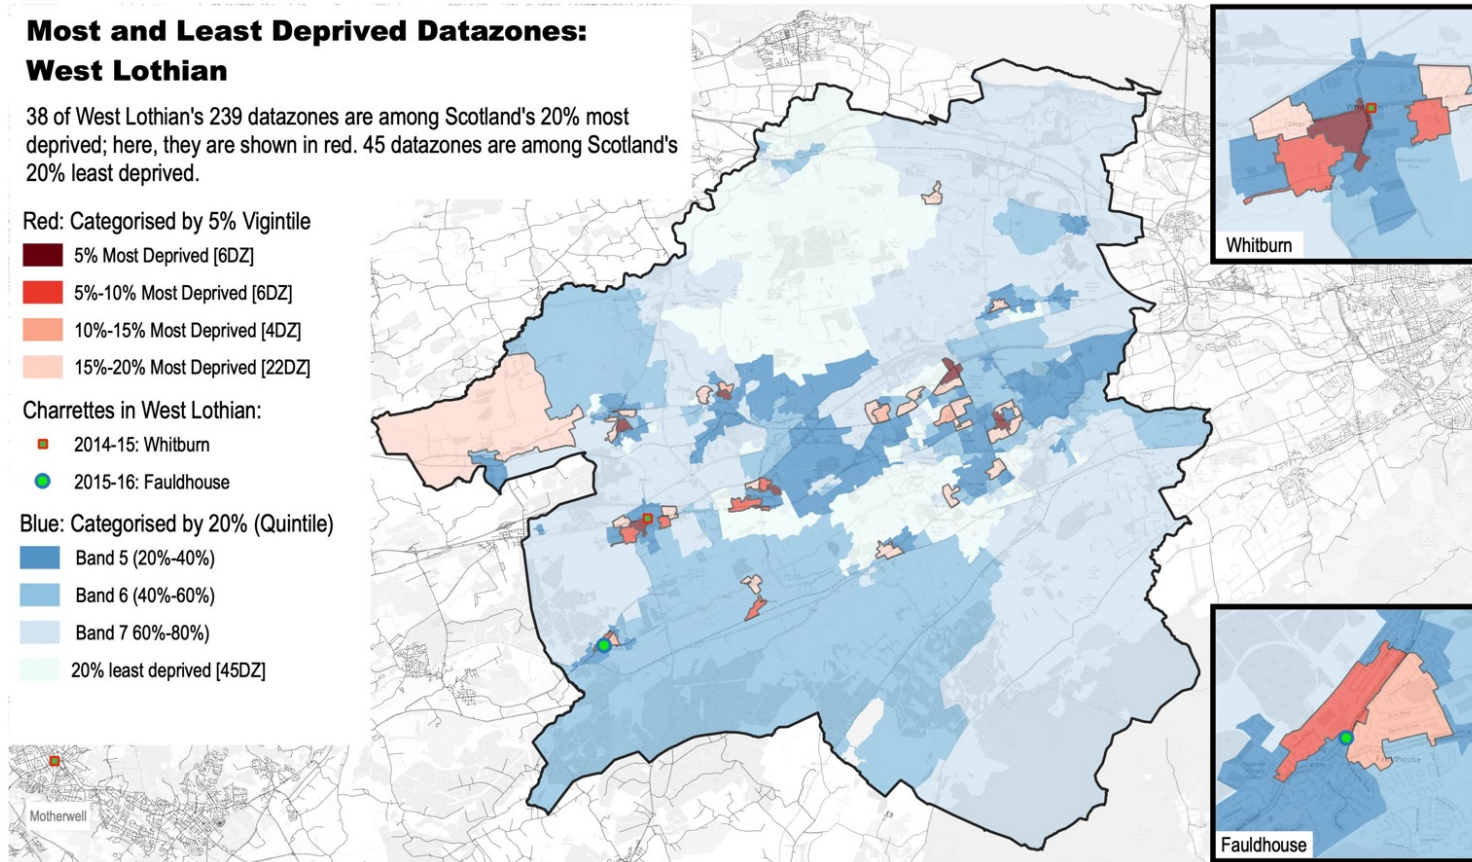 Most and Least Deprived Datazones:
West Lothian
38 of West Lothian's 239 datazones are among Scotland's 20% most
deprived; here, they are shown in red. 45 datazones are among Scotland's
20% least deprived.
Red: Categorised by 5% Vigintile
5% Most Deprived [6DZ]
5%-10% Most Deprived [6DZ]
10%-15% Most Deprived [4DZ]
15%-20% Most Deprived [22DZ]
Charrettes in West Lothian:
2014-15: Whitburn
2015-16: Fauldhouse
Blue: Categorised by 20% (Quintile)
Band 5 (20%-40%)
Band 6 (40%-60%)
Band 7 60%-80%)
20% least deprived [45DZ]
Motherwell
Whitburn
Fauldhouse
Fauldhouse